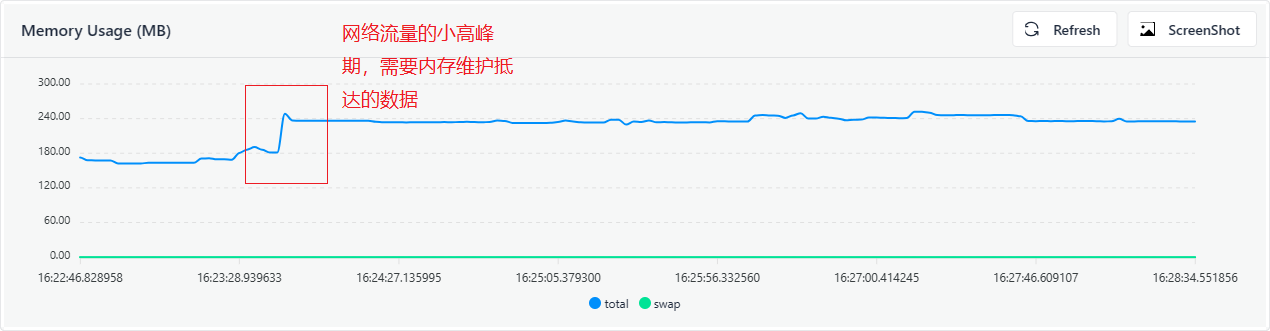 Memory Usage (MB)
网络流量的小高峰
期，需要内存维护抵
达的数据
Refresh
ScreenShot
300.00
240.00
180.00
120.00
60.00
0.00
16:22:46.828958
16:23:28.939633
16:24:27.135995
16:25:05.379300
16:25:56.332560
16:27:00.414245
16:27:46.609107
16:28:34.551856
total
swap